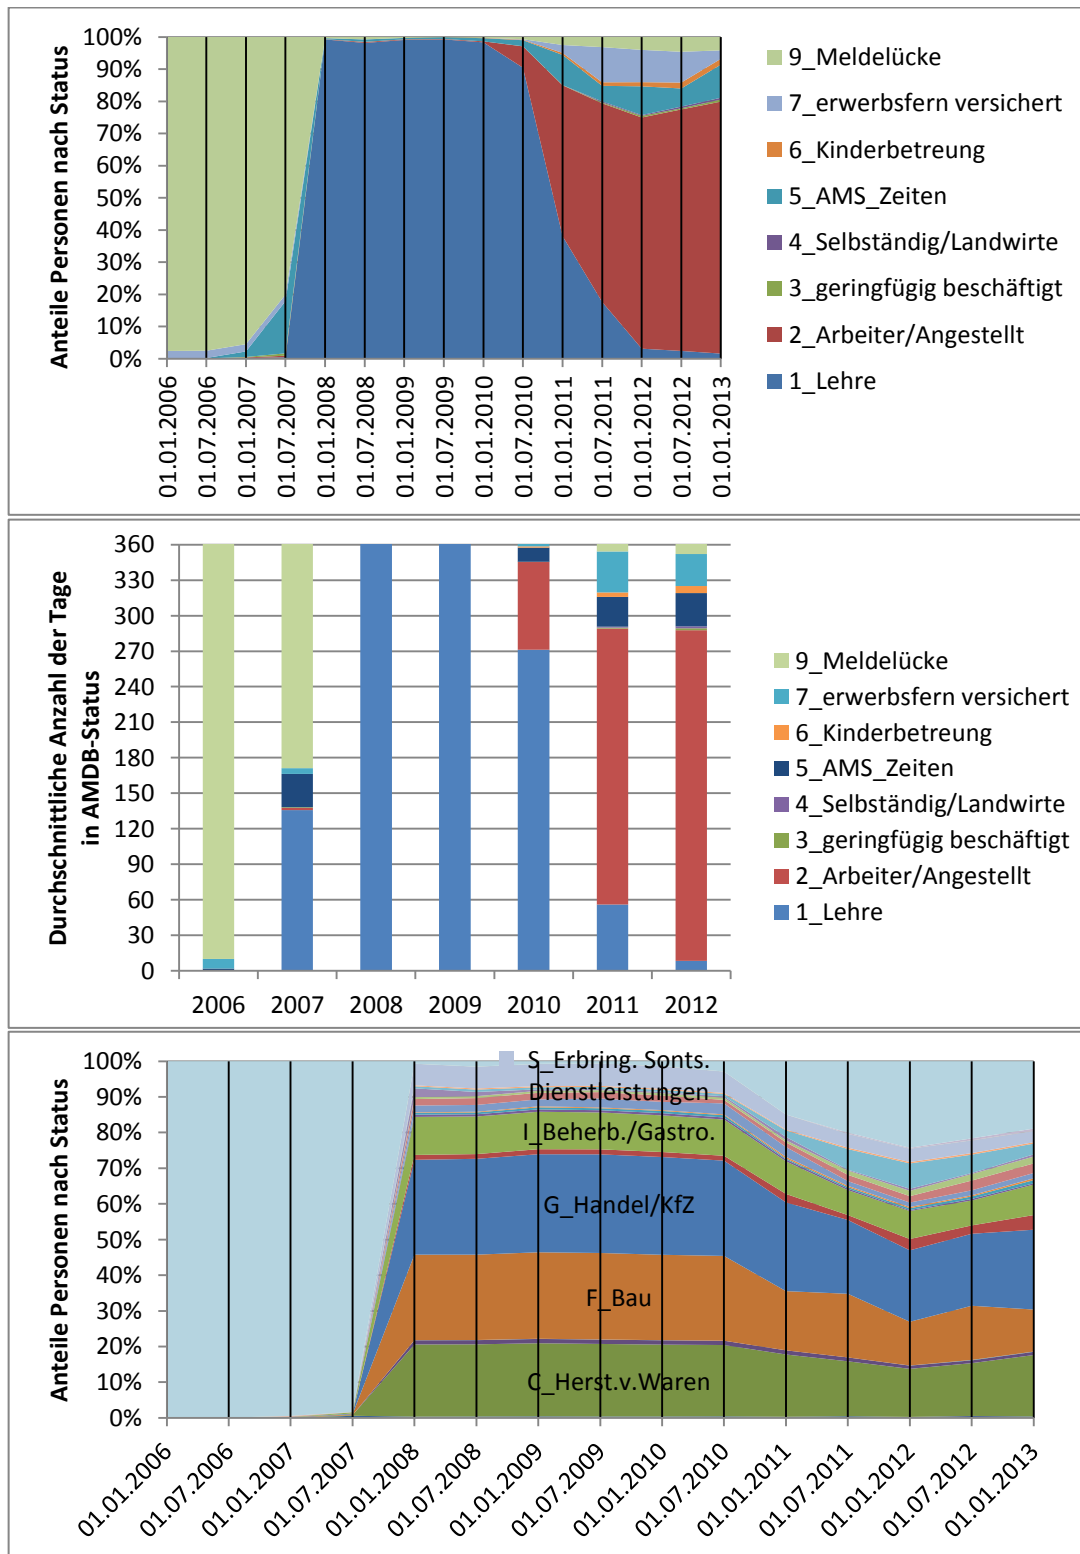 Anteile Personen nach Status
100%
90%
80%
70%
60%
50%
40%
30%
20%
10%
0%
01.01.2006
01.07.2006
01.01.2007
01.07.2007
01.01.2008
01.07.2008
01.01.2009
01.07.2009
01.01.2010
01.07.2010
01.01.2011
01.07.2011
01.01.2012
01.07.2012
01.01.2013
9_Meldelücke
7_erwerbsfern versichert
6_Kinderbetreung
5_AMS_Zeiten
4_Selbständig/Landwirte
3_geringfügig beschäftigt
2_Arbeiter/Angestellt
1_Lehre
Durchschnittliche Anzahl der Tage
in AMDB-Status
360
330
300
270
240
210
180
150
120
90
60
30
0
2006
2007
2008
2009
2010
2011
2012
9_Meldelücke
7_erwerbsfern versichert
6_Kinderbetreung
5_AMS_Zeiten
4_Selbständig/Landwirte
3_geringfügig beschäftigt
2_Arbeiter/Angestellt
1_Lehre
Anteile Personen nach Status
100%
90%
80%
70%
60%
50%
40%
30%
20%
10%
0%
S_Erbring. Sonts.
Dienstleistungen
I_Beherb./Gastro.
G_Handel/KfZ
F_Bau
C_Herst.v.Waren
01.01.2006
01.07.2006
01.01.2007
01.07.2007
01.01.2008
01.07.2008
01.01.2009
01.07.2009
01.01.2010
01.07.2010
01.01.2011
01.07.2011
01.01.2012
01.07.2012
01.01.2013